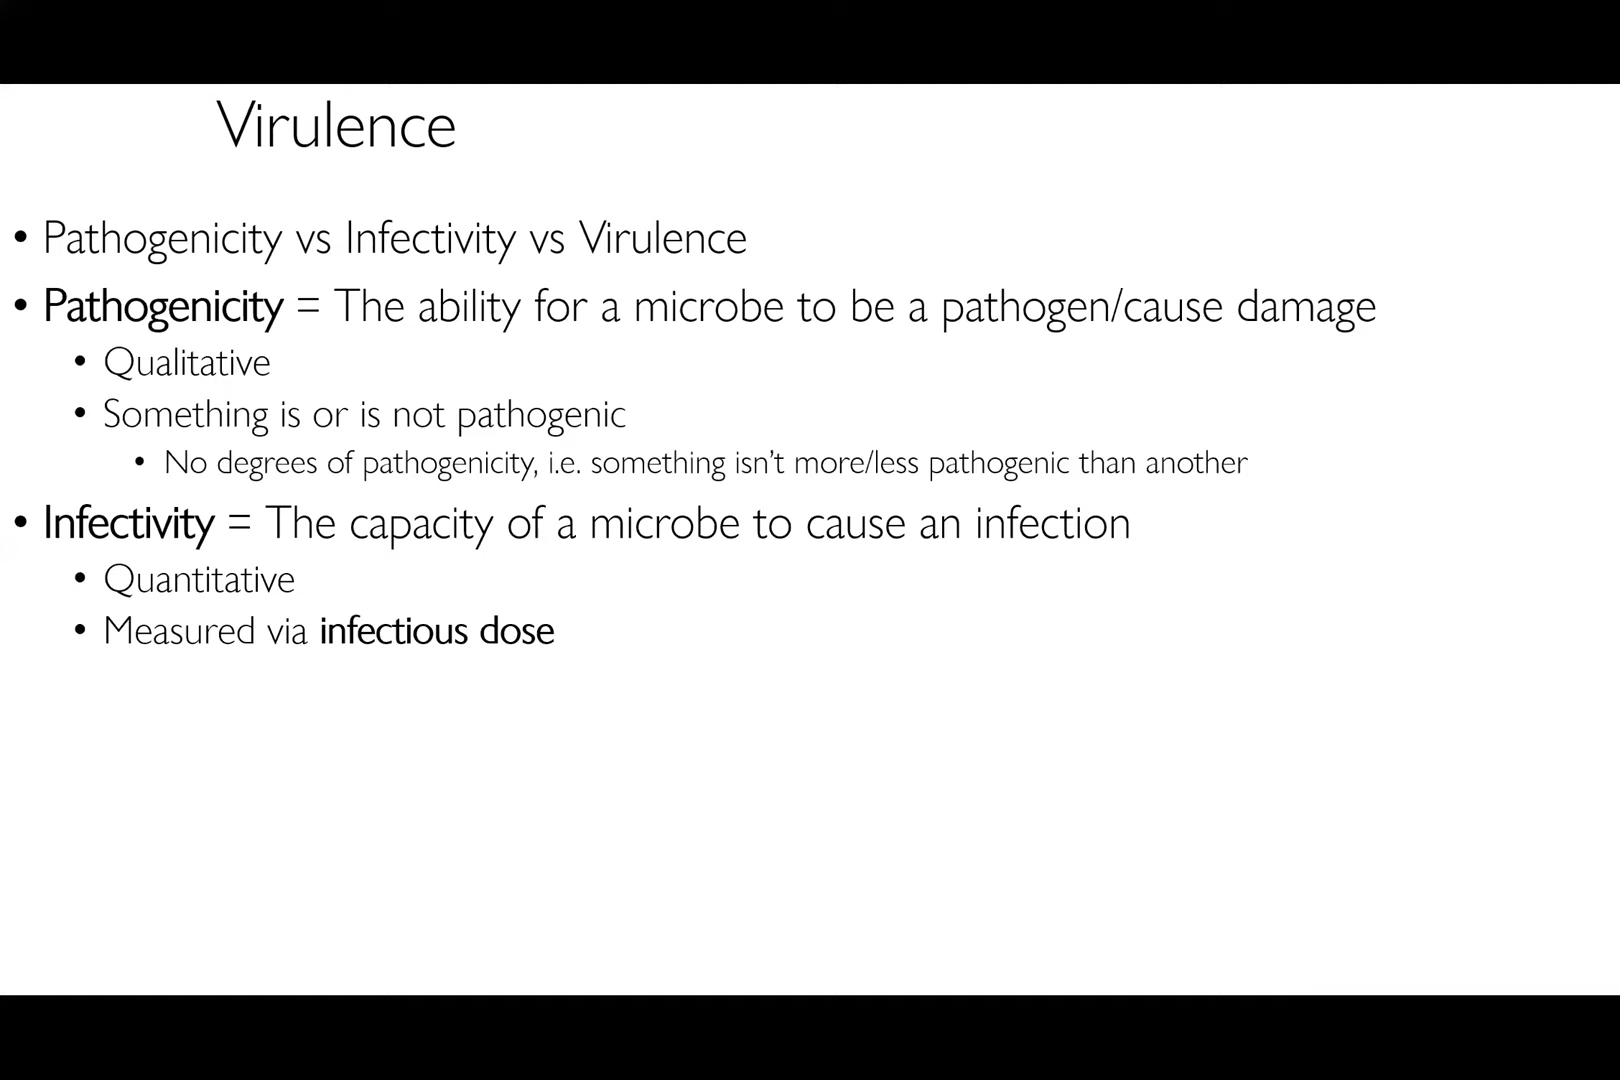 Virulence
• Pathogenicity vs Infectivity vs Virulence
• Pathogenicity = The ability for a microbe to be a pathogen/cause damage
• Qualitative
• Something is or is not pathogenic
• No degrees of pathogenicity, i.e. something isn't more/less pathogenic than another
• Infectivity = The capacity of a microbe to cause an infection
• Quantitative
• Measured via infectious dose